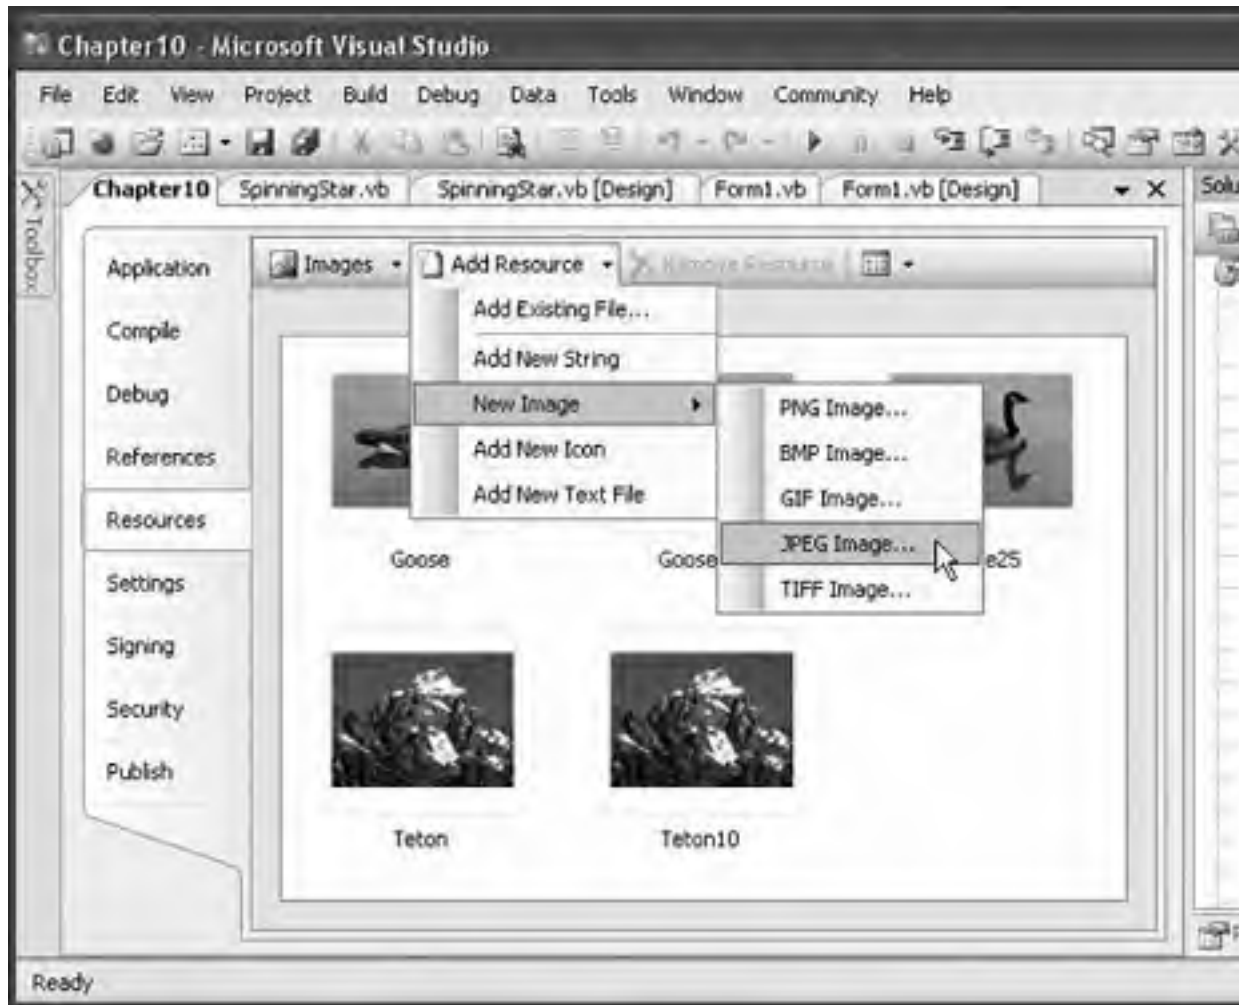 Chapter10 - Microsoft Visual Studio
File Edit View Project Build Debug Data Tools Window Community Help
Toolbox
Chapter10 SpinningStar.vb SpinningStar.vb [Design] Form1.vb Form1.vb [Design]
Solu
Application
Compile
Debug
References
Resources
Settings
Signing
Security
Publish
Images Add Resource Remove Resource
Add Existing File...
Add New String
New Image
Add New Icon
Add New Text File
PNG Image...
BMP Image...
GIF Image...
JPEG Image...
TIFF Image...
Goose Goose e25
Teton Teton10
Ready